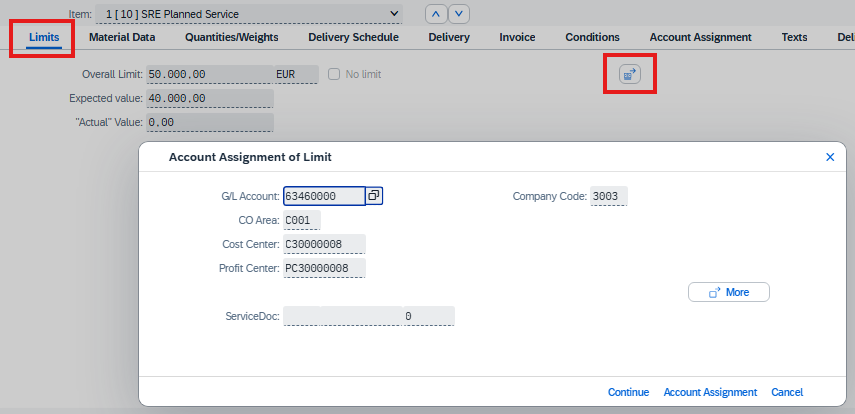 Item: 1 [ 10 ] SRE Planned Service
Limits Material Data Quantities/Weights Delivery Schedule Delivery Invoice Conditions Account Assignment Texts Deli
Overall Limit: 50.000,00 EUR No limit
Expected value: 40.000,00
"Actual" Value: 0,00
Account Assignment of Limit
G/L Account: 63460000 Company Code: 3003
CO Area: C001
Cost Center: C30000008
Profit Center: PC30000008
More
ServiceDoc: 0
Continue Account Assignment Cancel